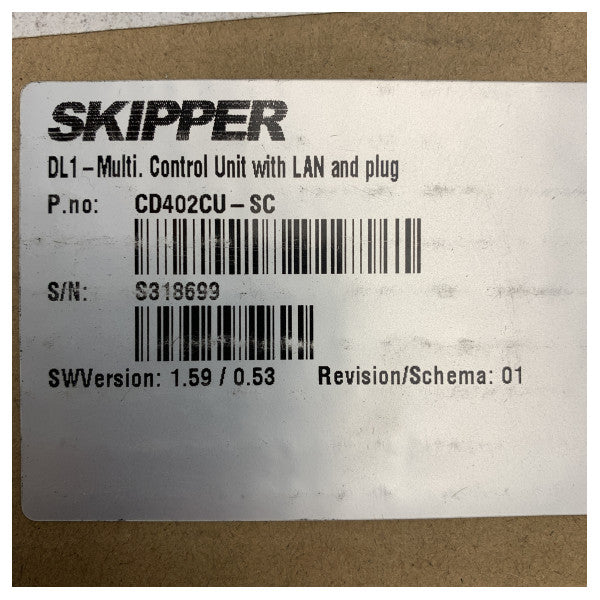 SKIPPER
DL1-Multi. Control Unit with LAN and plug
P.no: CD402CU-SC
S/N: S318699
SWVersion: 1.59 / 0.53 Revision/Schema: 01